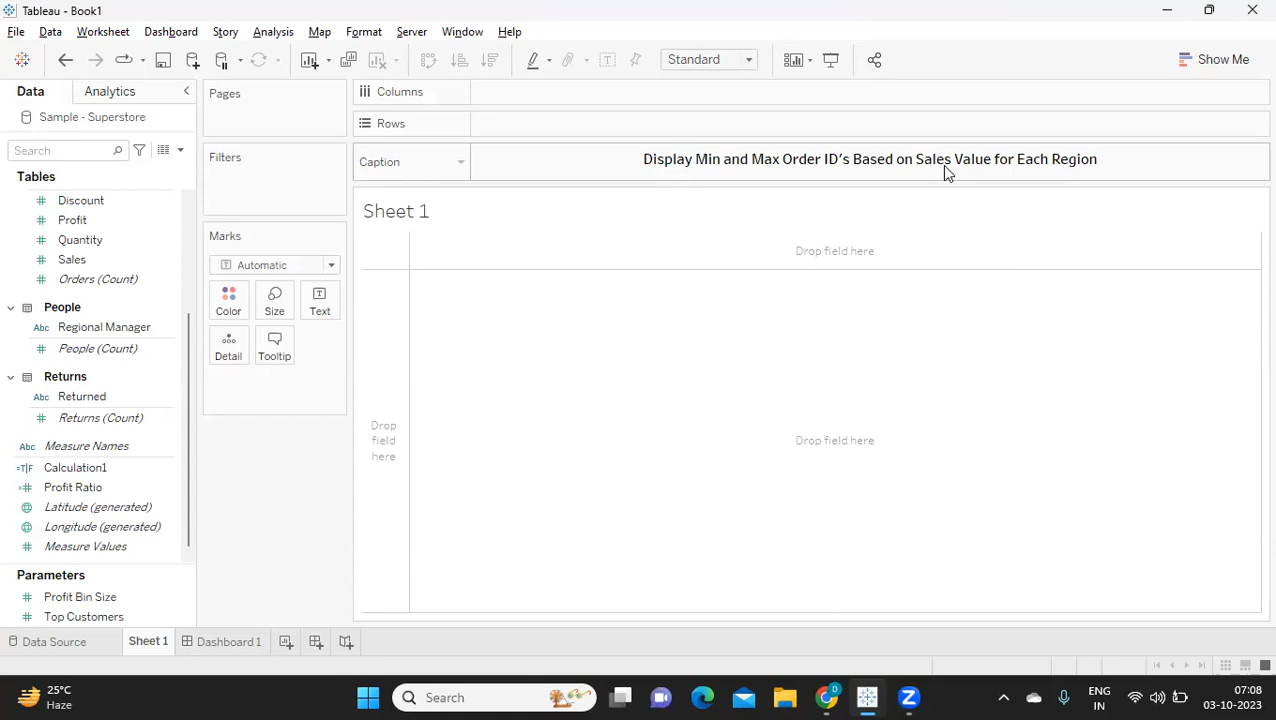 Tableau - Book1
File Data Worksheet Dashboard Story Analysis Map Format Server Window Help
Standard
Show Me
Data Analytics
Sample - Superstore
Search
Tables
# Discount
# Profit
# Quantity
# Sales
# Orders (Count)
People
Abc Regional Manager
# People (Count)
Returns
Abc Returned
# Returns (Count)
Abc Measure Names
=T|F Calculation1
=# Profit Ratio
Latitude (generated)
Longitude (generated)
# Measure Values
Parameters
# Profit Bin Size
# Top Customers
Pages
Filters
Marks
T Automatic
Color Size Text
Detail Tooltip
Columns
Rows
Caption
Display Min and Max Order ID's Based on Sales Value for Each Region
Sheet 1
Drop field here
Drop
field
here
Drop field here
Data Source Sheet 1 Dashboard 1
25°C
Haze
Search
ENG
IN
07:08
03-10-2023